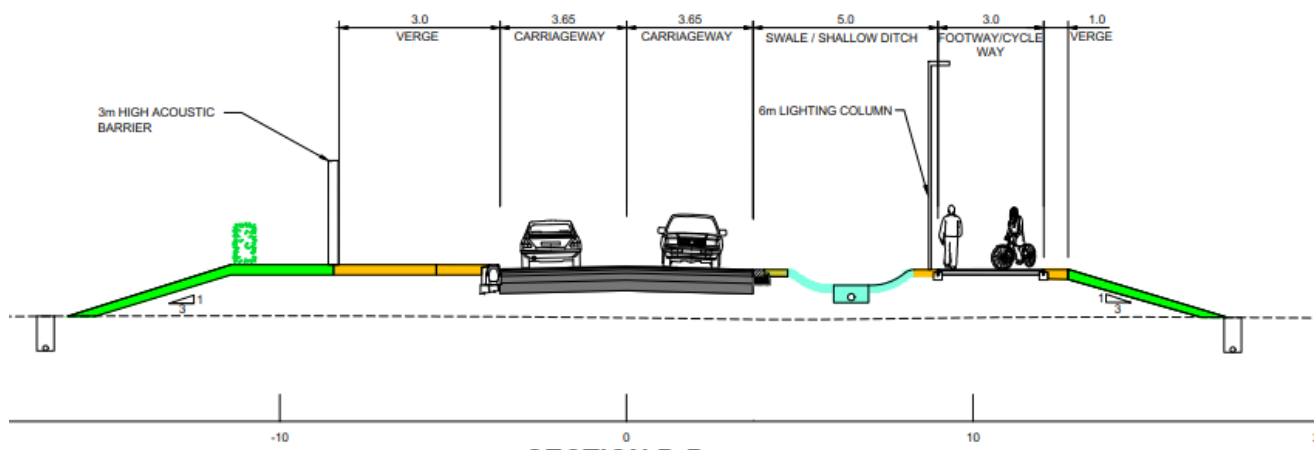 3.0
VERGE
3.65
CARRIAGEWAY
3.65
CARRIAGEWAY
5.0
SWALE / SHALLOW DITCH
3.0
FOOTWAY/CYCLE
WAY
1.0
VERGE
3m HIGH ACOUSTIC
BARRIER
6m LIGHTING COLUMN
1
3
1
3
-10
0
10